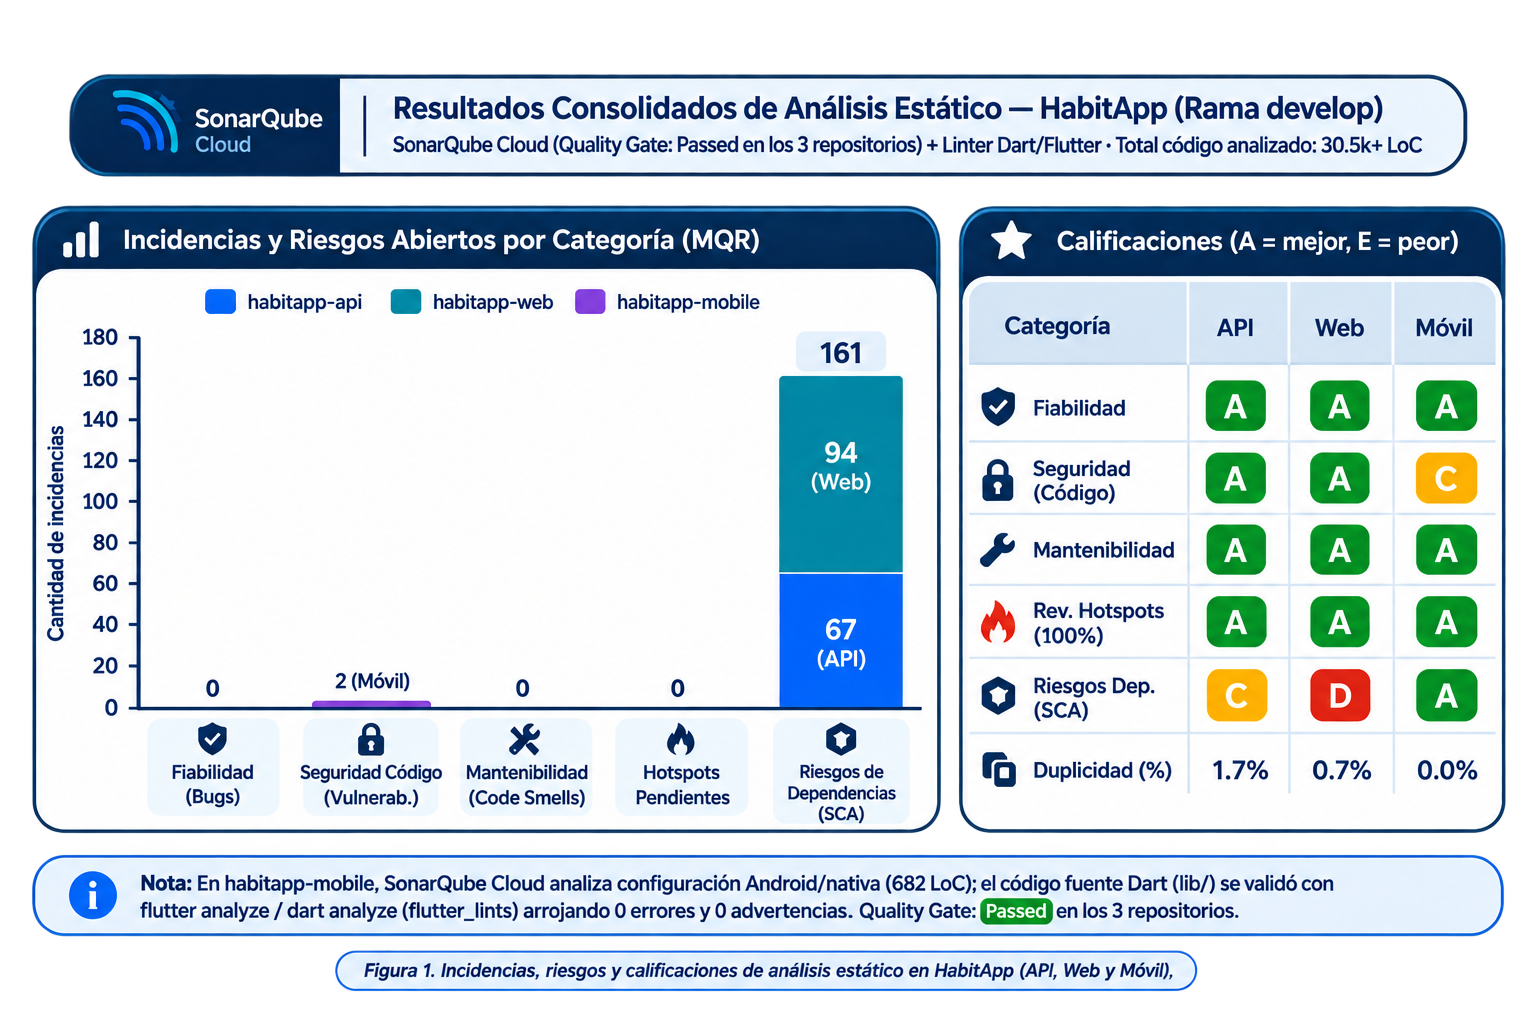 SonarQube
Cloud
Resultados Consolidados de Análisis Estático — HabitApp (Rama develop)
SonarQube Cloud (Quality Gate: Passed en los 3 repositorios) + Linter Dart/Flutter · Total código analizado: 30.5k+ LoC
Incidencias y Riesgos Abiertos por Categoría (MQR)
habitapp-api habitapp-web habitapp-mobile
Cantidad de incidencias
180
160
140
120
100
80
60
40
20
0
0
2 (Móvil)
0
0
161
94
(Web)
67
(API)
Fiabilidad
(Bugs)
Seguridad Código
(Vulnerab.)
Mantenibilidad
(Code Smells)
Hotspots
Pendientes
Riesgos de
Dependencias
(SCA)
Calificaciones (A = mejor, E = peor)
Categoría API Web Móvil
Fiabilidad A A A
Seguridad
(Código) A A C
Mantenibilidad A A A
Rev. Hotspots
(100%) A A A
Riesgos Dep.
(SCA) C D A
Duplicidad (%) 1.7% 0.7% 0.0%
Nota: En habitapp-mobile, SonarQube Cloud analiza configuración Android/nativa (682 LoC); el código fuente Dart (lib/) se validó con
flutter analyze / dart analyze (flutter_lints) arrojando 0 errores y 0 advertencias. Quality Gate: Passed en los 3 repositorios.
Figura 1. Incidencias, riesgos y calificaciones de análisis estático en HabitApp (API, Web y Móvil),